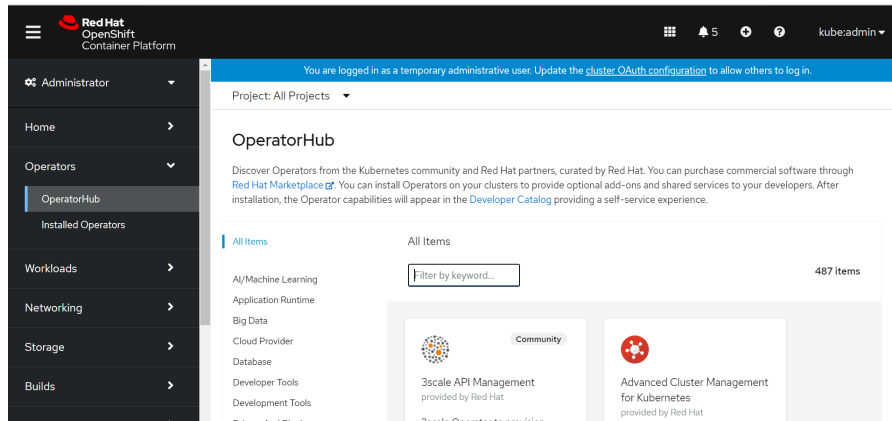 Red Hat
OpenShift
Container Platform
5
kube:admin
Administrator
Home
Operators
OperatorHub
Installed Operators
Workloads
Networking
Storage
Builds
You are logged in as a temporary administrative user. Update the cluster OAuth configuration to allow others to log in.
Project: All Projects
OperatorHub
Discover Operators from the Kubernetes community and Red Hat partners, curated by Red Hat. You can purchase commercial software through
Red Hat Marketplace. You can install Operators on your clusters to provide optional add-ons and shared services to your developers. After
installation, the Operator capabilities will appear in the Developer Catalog providing a self-service experience.
All Items
AI/Machine Learning
Application Runtime
Big Data
Cloud Provider
Database
Developer Tools
Development Tools
All Items
Filter by keyword...
487 items
Community
3scale API Management
provided by Red Hat
3scale Operator to provision
Advanced Cluster Management
for Kubernetes
provided by Red Hat